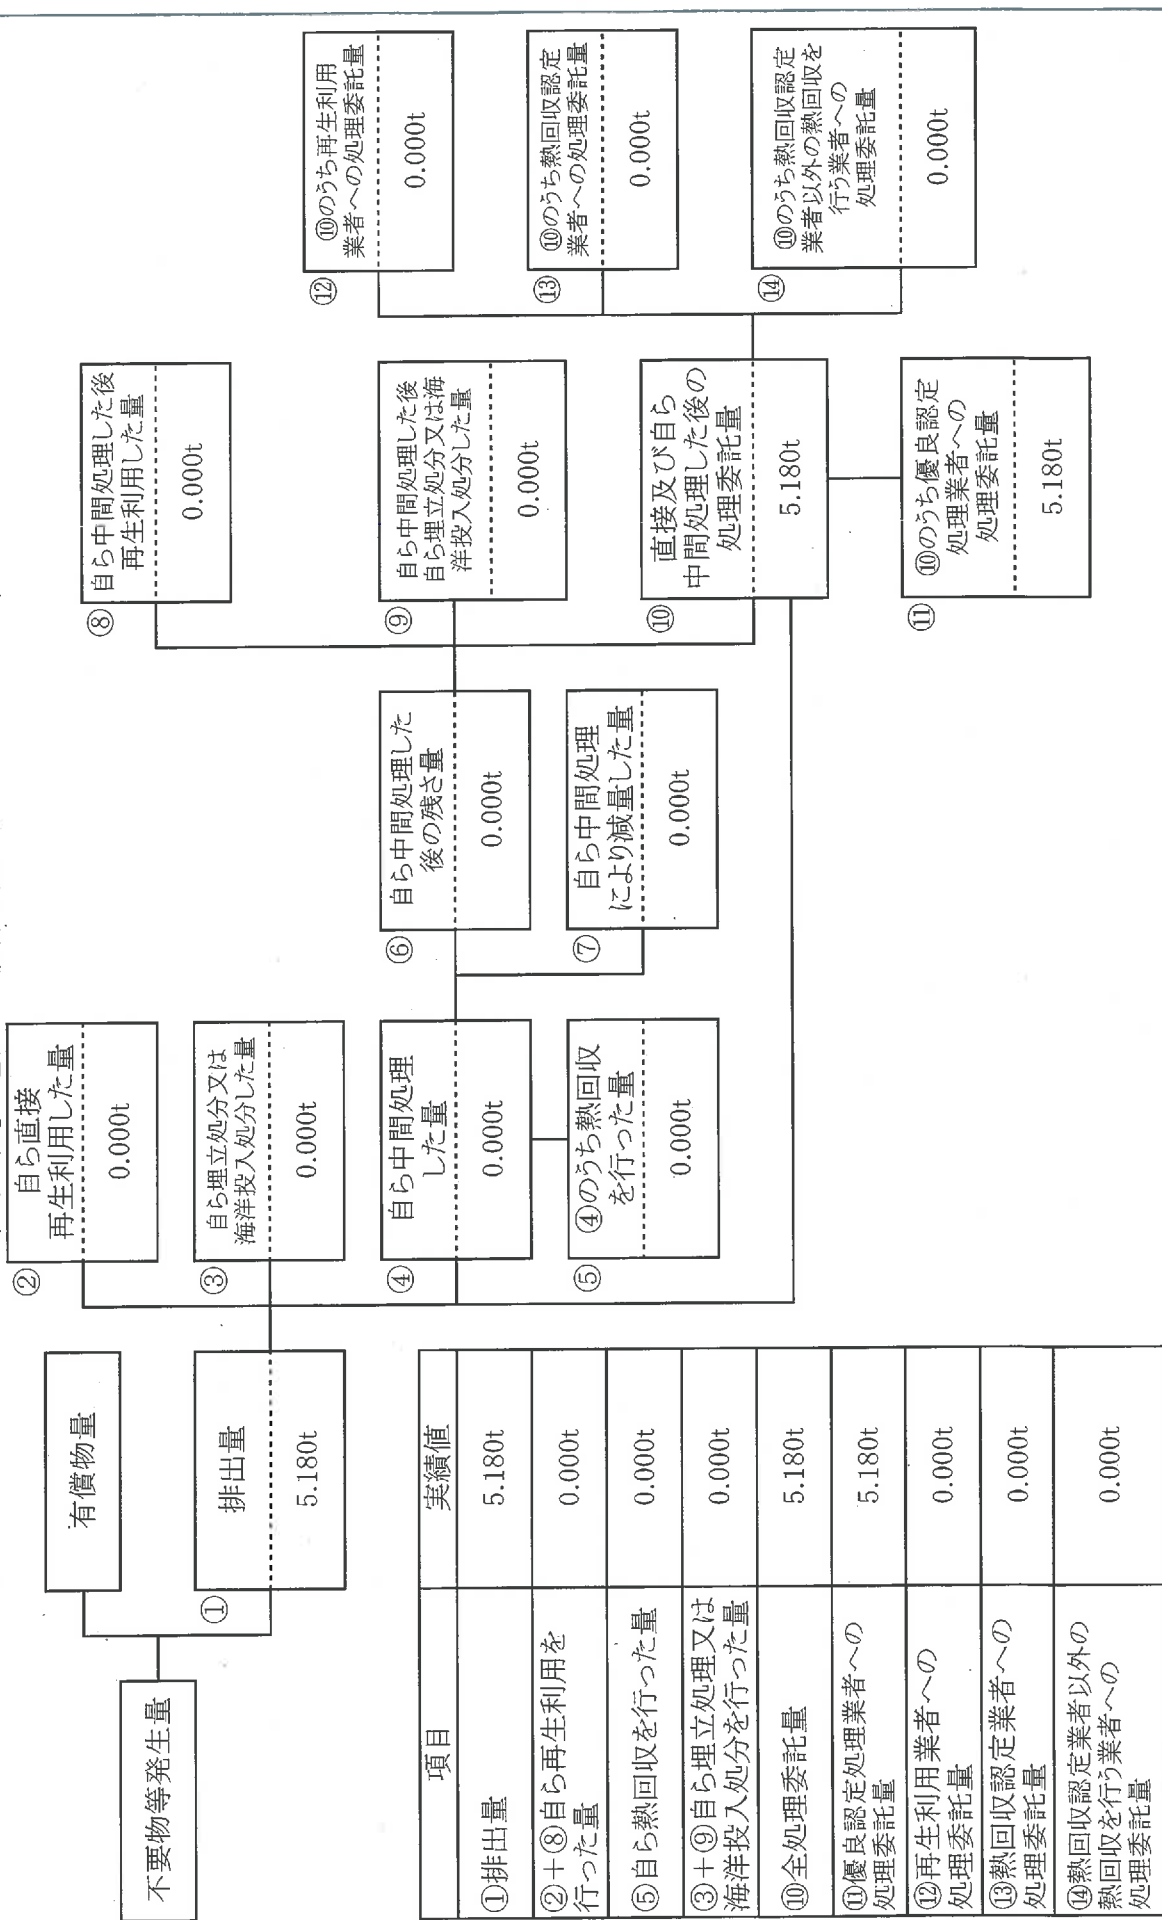 不要物等発生量
有償物量
①
排出量
5.180t
②
自ら直接
再生利用した量
0.000t
③
自ら埋立処分又は
海洋投入処分した量
0.000t
④
自ら中間処理
した量
0.000t
⑤
④のうち熱回収
を行った量
0.000t
⑥
自ら中間処理した
後の残さ量
0.000t
⑦
自ら中間処理
により減量した量
0.000t
⑧
自ら中間処理した後
再生利用した量
0.000t
⑨
自ら中間処理した後
自ら埋立処分又は海
洋投入処分した量
0.000t
⑩
直接及び自ら
中間処理した後の
処理委託量
5.180t
⑪
⑩のうち優良認定
処理業者への
処理委託量
5.180t
⑫
⑩のうち再生利用
業者への処理委託量
0.000t
⑬
⑩のうち熱回収認定
業者への処理委託量
0.000t
⑭
⑩のうち熱回収認定
業者以外の熱回収を
行う業者への
処理委託量
0.000t
項目 実績値
①排出量 5.180t
②＋⑧自ら再生利用を
行った量 0.000t
⑤自ら熱回収を行った量 0.000t
③＋⑨自ら埋立処理又は
海洋投入処分を行った量 0.000t
⑩全処理委託量 5.180t
⑪優良認定処理業者への
処理委託量 5.180t
⑫再生利用業者への
処理委託量 0.000t
⑬熱回収認定業者への
処理委託量 0.000t
⑭熱回収認定業者以外の
熱回収を行う業者への
処理委託量 0.000t